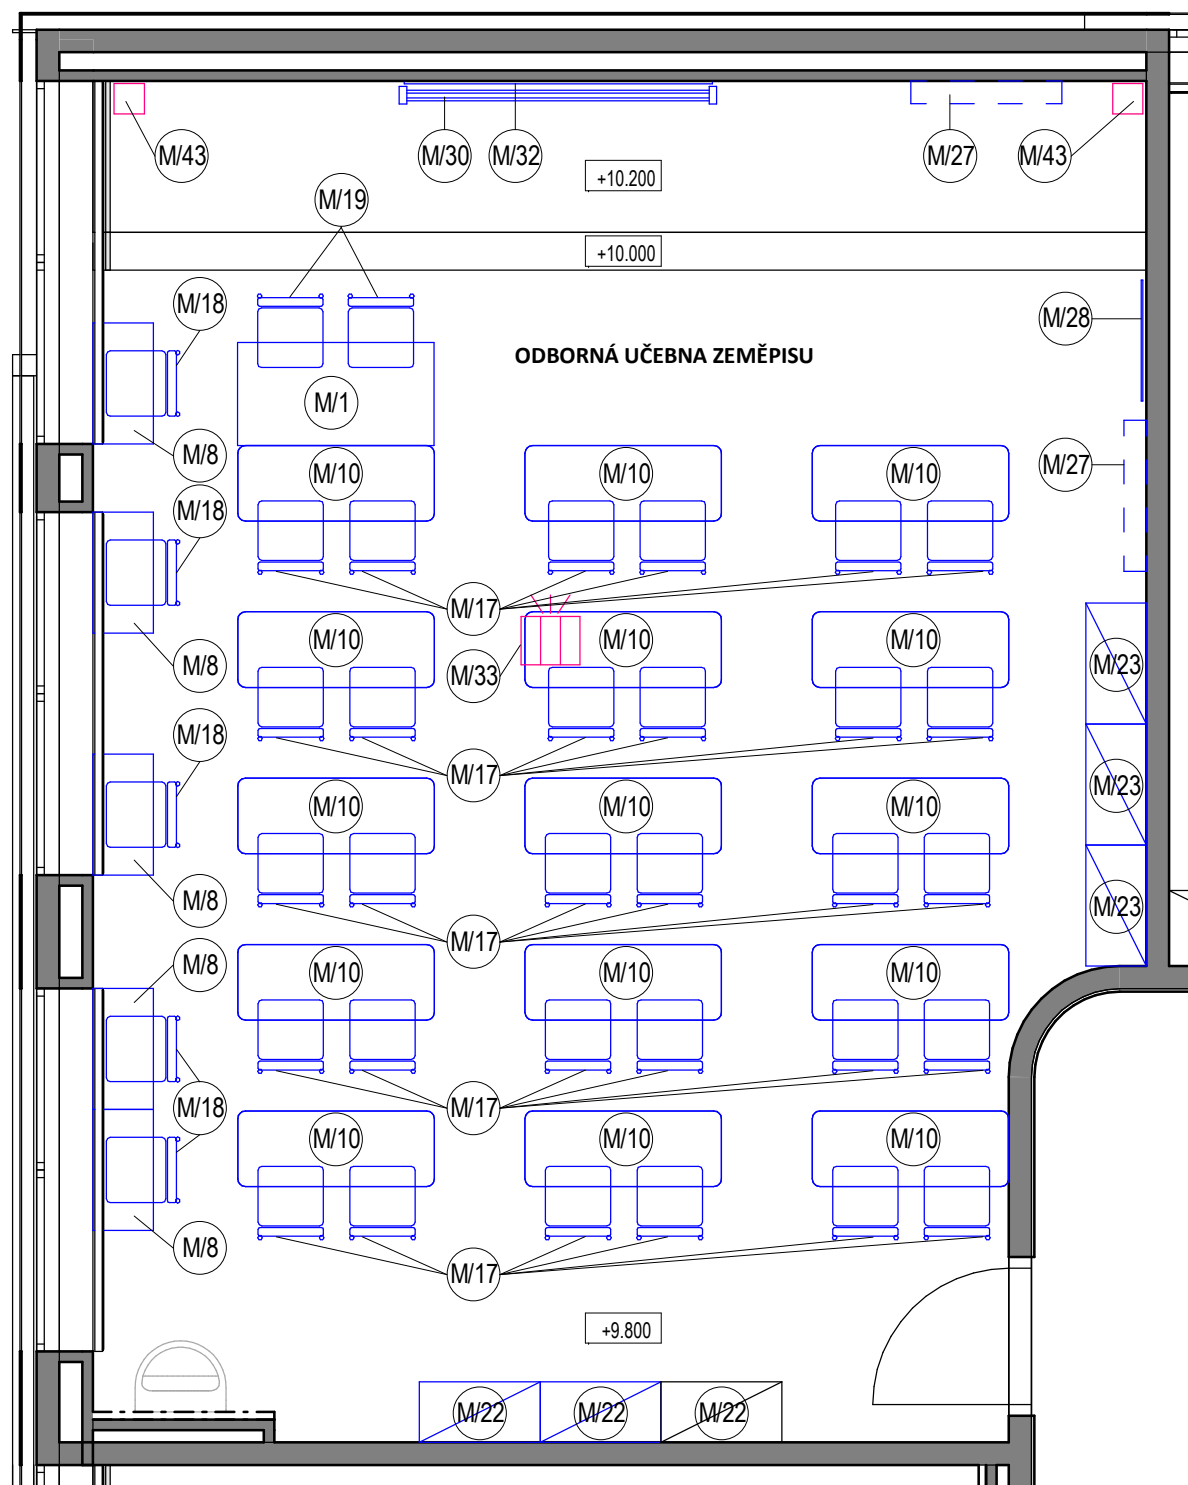 M/43 M/30 M/32 M/27 M/43
+10.200
M/19
+10.000
M/18 M/28
ODBORNÁ UČEBNA ZEMĚPISU
M/1
M/8 M/10 M/10 M/10 M/27
M/18
M/17
M/8 M/10 M/33 M/10 M/10 M/23
M/18
M/17
M/23
M/10 M/10 M/10
M/8 M/23
M/17
M/8 M/10 M/10 M/10
M/18 M/17
M/10 M/10 M/10
M/8
M/17
+9.800
M/22 M/22 M/22